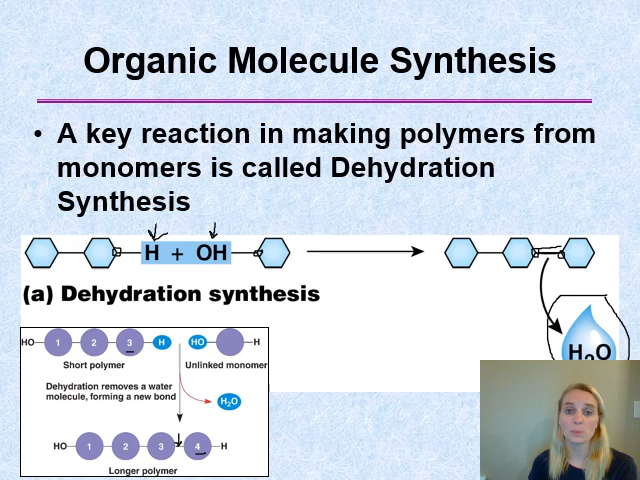 Organic Molecule Synthesis
• A key reaction in making polymers from
monomers is called Dehydration
Synthesis
H + OH
(a) Dehydration synthesis
H₂O
HO 1 2 3 H HO H
Short polymer Unlinked monomer
Dehydration removes a water
molecule, forming a new bond
H₂O
HO 1 2 3 4 H
Longer polymer